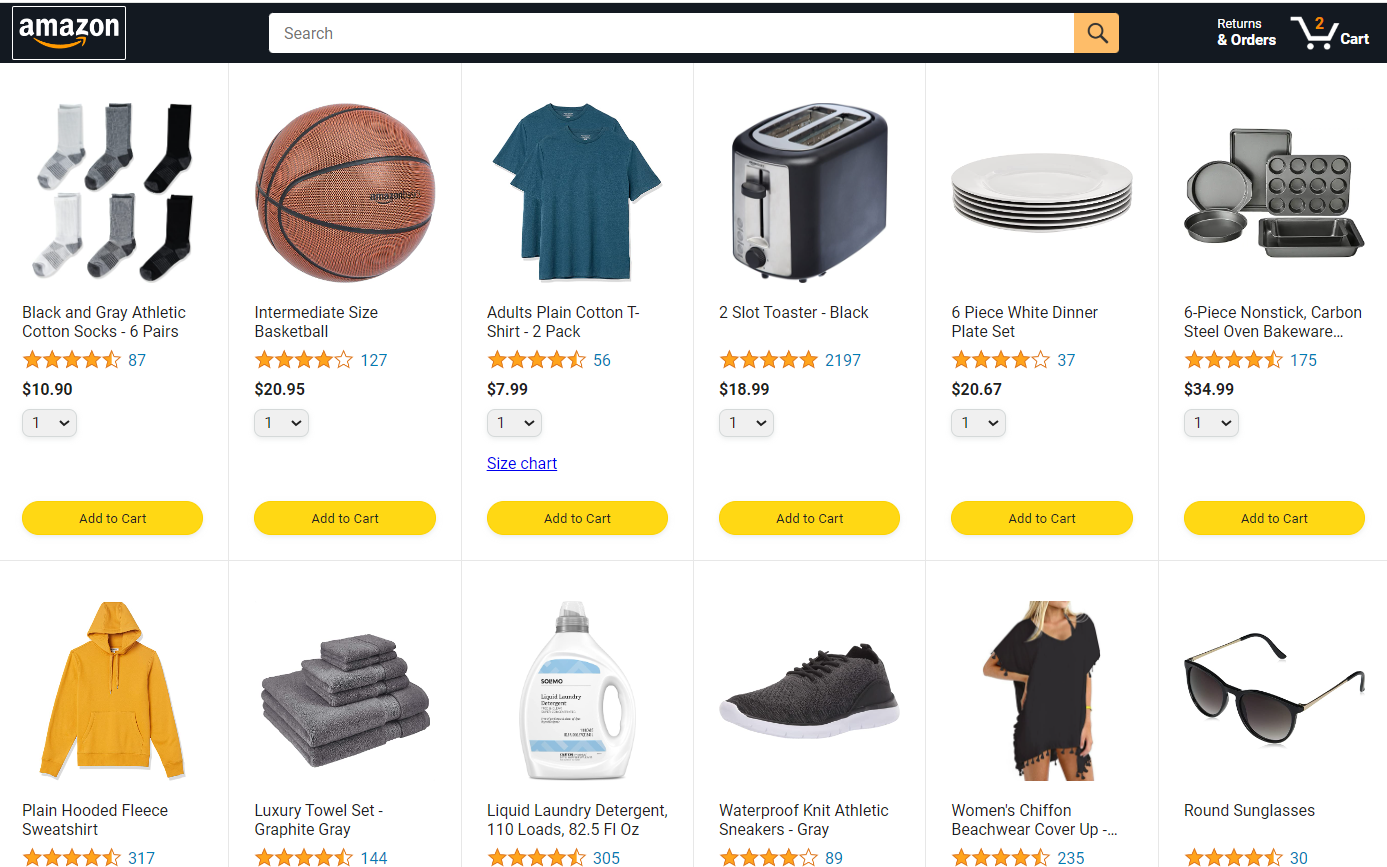 amazon
Search
Returns
& Orders
2
Cart
Black and Gray Athletic
Cotton Socks - 6 Pairs
87
$10.90
1
Add to Cart
Intermediate Size
Basketball
127
$20.95
1
Add to Cart
Adults Plain Cotton T-
Shirt - 2 Pack
56
$7.99
1
Size chart
Add to Cart
2 Slot Toaster - Black
2197
$18.99
1
Add to Cart
6 Piece White Dinner
Plate Set
37
$20.67
1
Add to Cart
6-Piece Nonstick, Carbon
Steel Oven Bakeware...
175
$34.99
1
Add to Cart
Plain Hooded Fleece
Sweatshirt
317
Luxury Towel Set -
Graphite Gray
144
SOLIMO
Liquid Laundry
Detergent
Liquid Laundry Detergent,
110 Loads, 82.5 Fl Oz
305
Waterproof Knit Athletic
Sneakers - Gray
89
Women's Chiffon
Beachwear Cover Up -...
235
Round Sunglasses
30